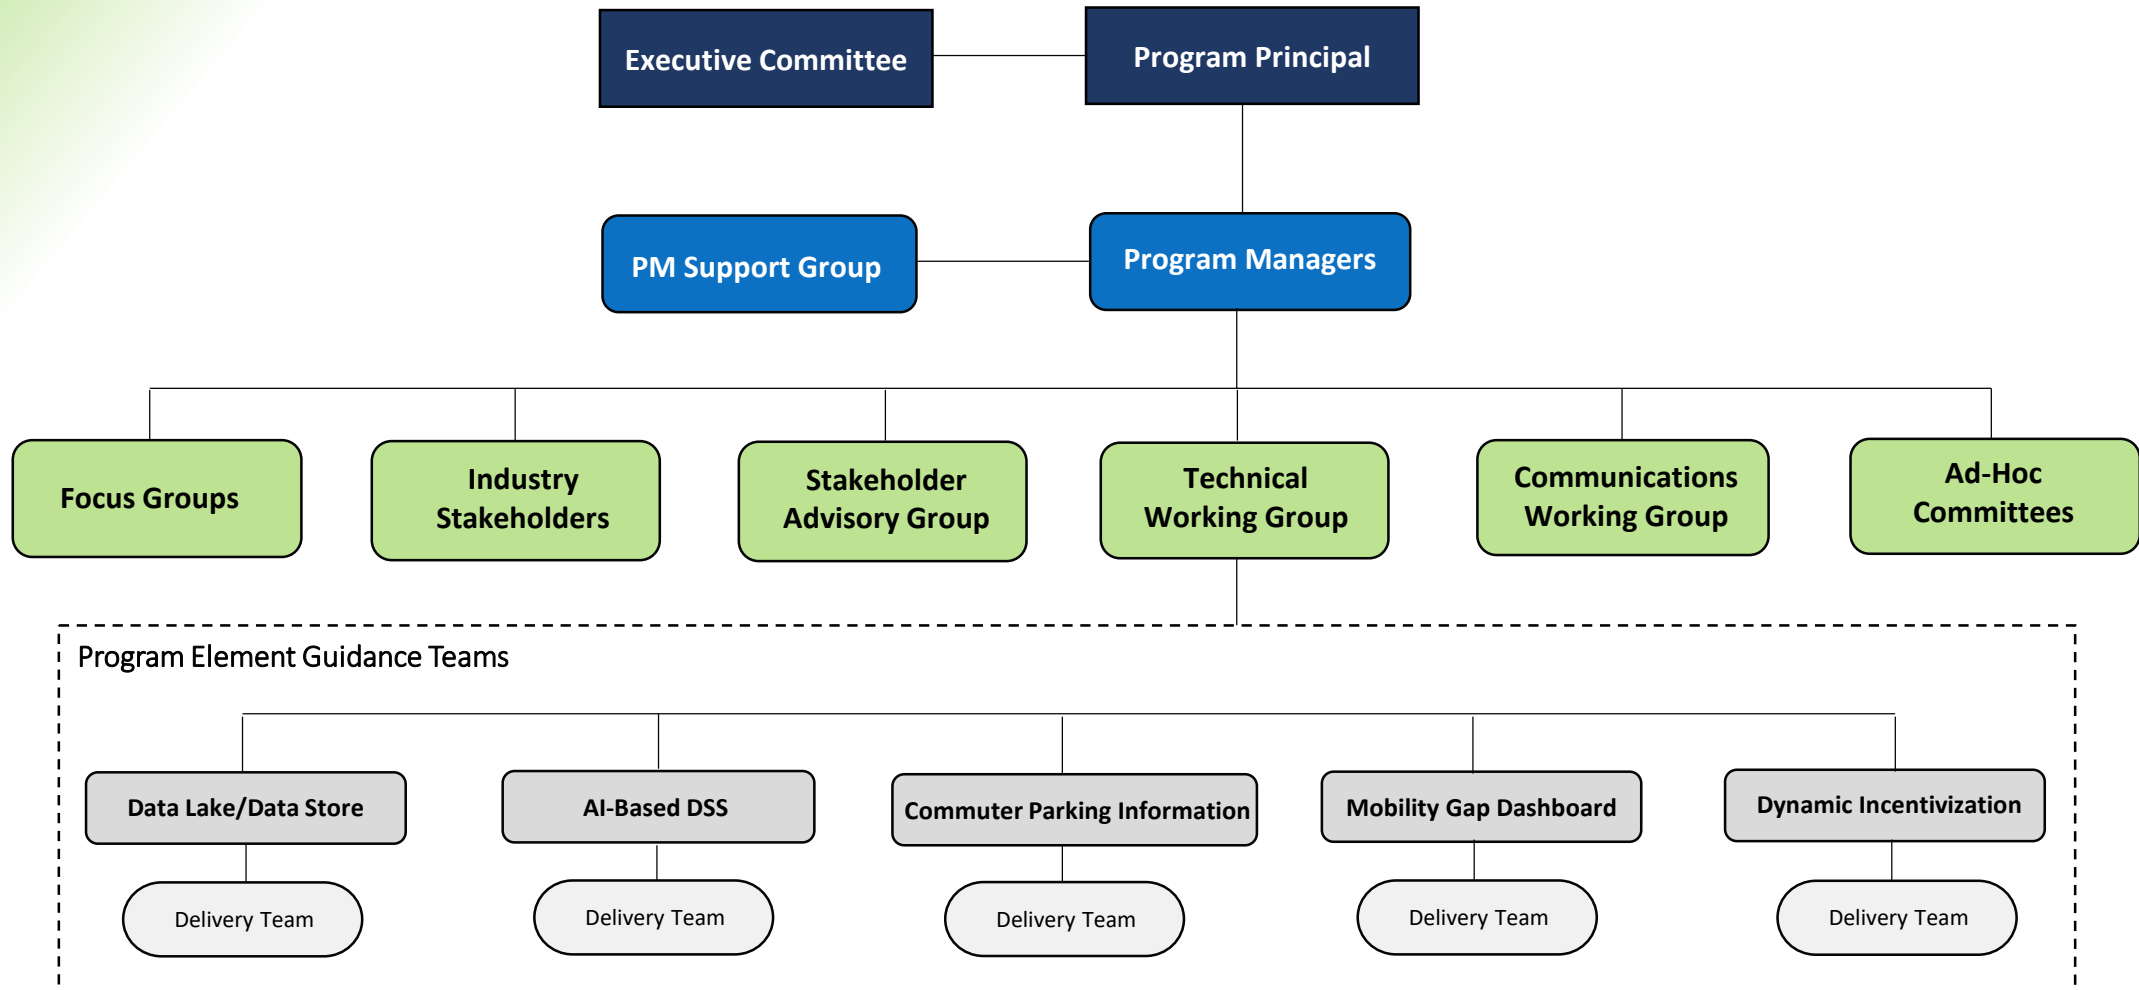 Executive Committee
Program Principal
PM Support Group
Program Managers
Focus Groups
Industry
Stakeholders
Stakeholder
Advisory Group
Technical
Working Group
Communications
Working Group
Ad-Hoc
Committees
Program Element Guidance Teams
Data Lake/Data Store
AI-Based DSS
Commuter Parking Information
Mobility Gap Dashboard
Dynamic Incentivization
Delivery Team
Delivery Team
Delivery Team
Delivery Team
Delivery Team